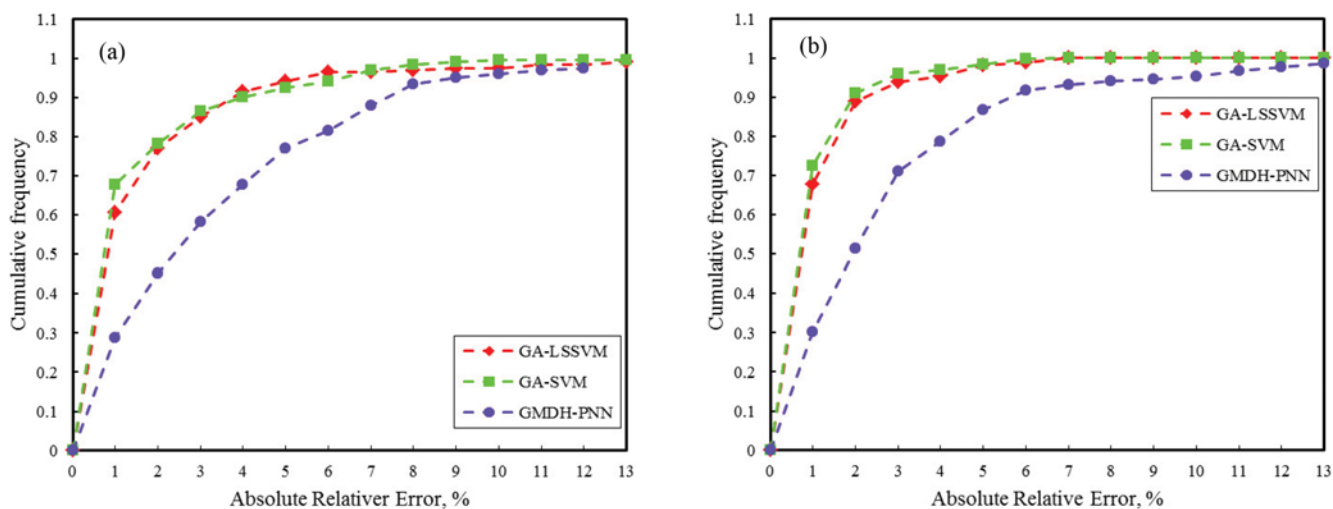 (a)
Cumulative frequency
1.1
1
0.9
0.8
0.7
0.6
0.5
0.4
0.3
0.2
0.1
0
0 1 2 3 4 5 6 7 8 9 10 11 12 13
Absolute Relativer Error, %
GA-LSSVM
GA-SVM
GMDH-PNN
(b)
Cumulative frequency
1.1
1
0.9
0.8
0.7
0.6
0.5
0.4
0.3
0.2
0.1
0
0 1 2 3 4 5 6 7 8 9 10 11 12 13
Absolute Relative Error, %
GA-LSSVM
GA-SVM
GMDH-PNN